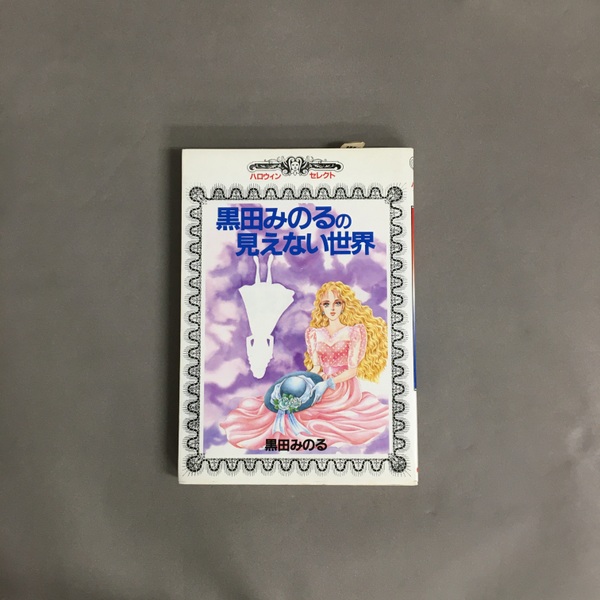 ハロウィン セレクト
黒田みのるの
見えない世界
黒田みのる